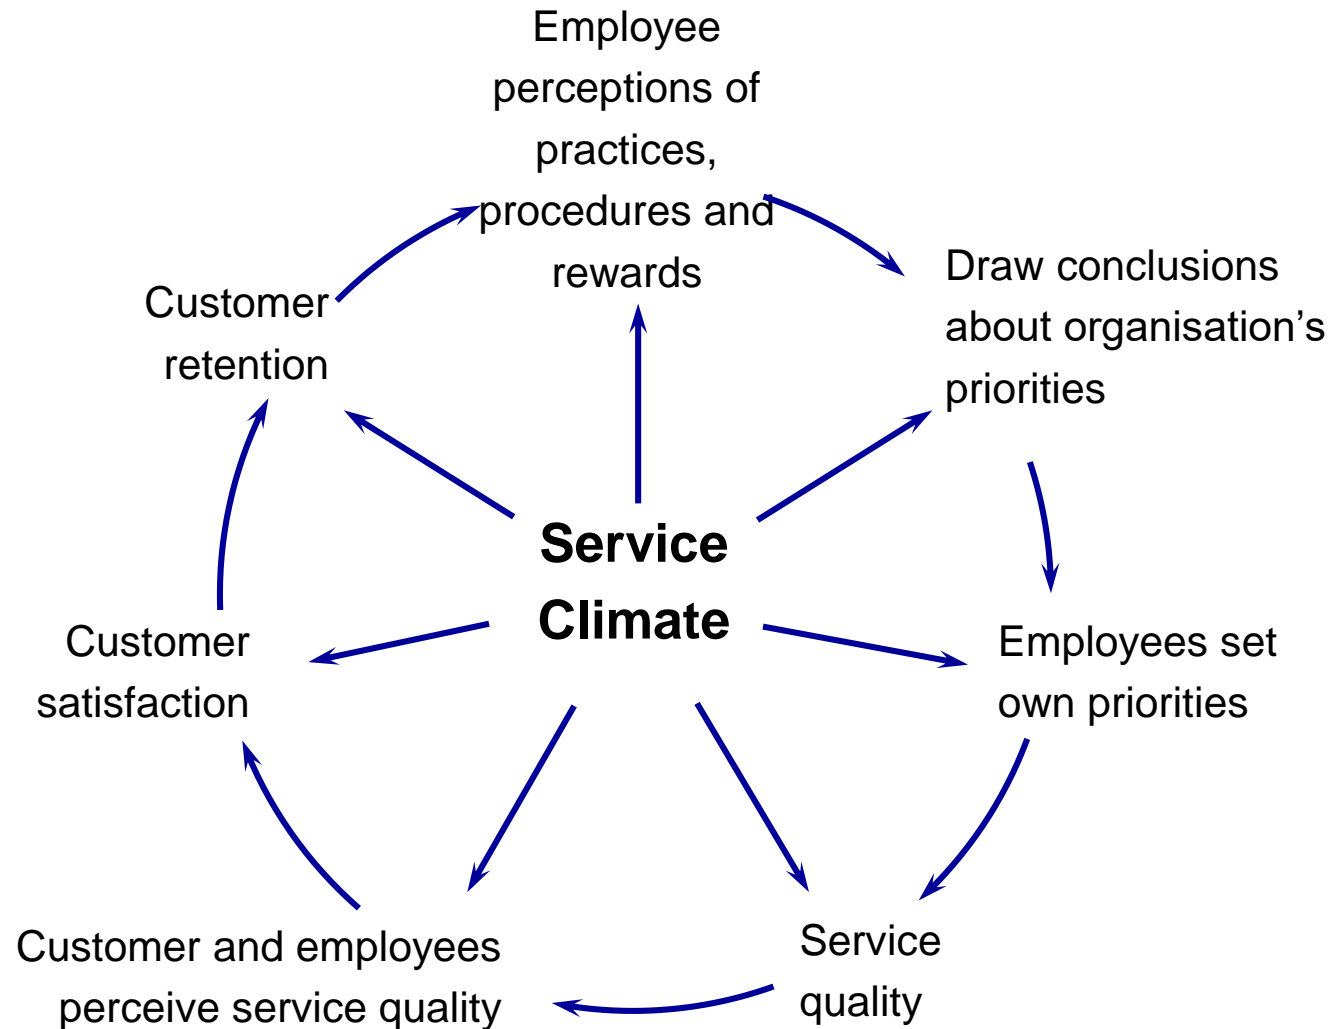 Employee
perceptions of
practices,
procedures and
rewards
Draw conclusions
about organisation’s
priorities
Employees set
own priorities
Service
quality
Customer and employees
perceive service quality
Customer
satisfaction
Customer
retention
Service
Climate